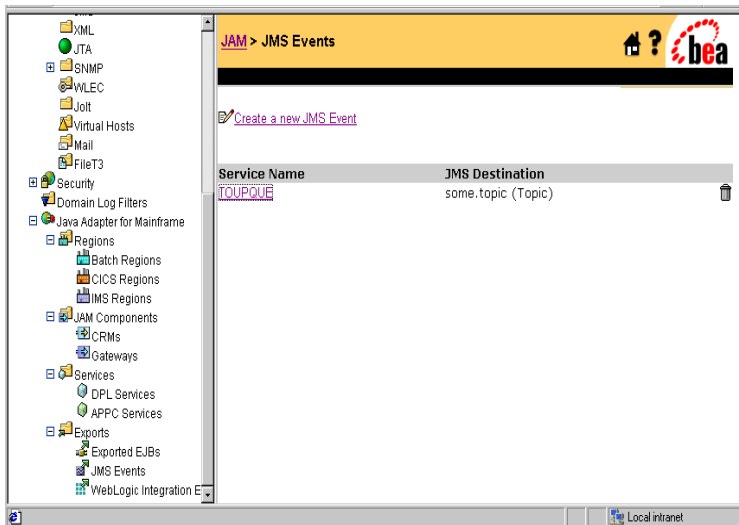 XML
JTA
SNMP
WLEC
Jolt
Virtual Hosts
Mail
FileT3
Security
Domain Log Filters
Java Adapter for Mainframe
Regions
Batch Regions
CICS Regions
IMS Regions
JAM Components
CRMs
Gateways
Services
DPL Services
APPC Services
Exports
Exported EJBs
JMS Events
WebLogic Integration E
JAM > JMS Events
? bea
Create a new JMS Event
Service Name JMS Destination
TOUPQUE some.topic (Topic)
Local intranet